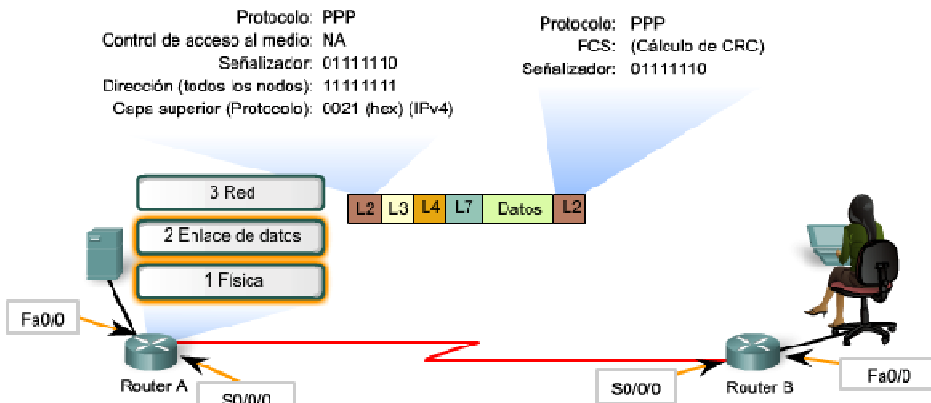 Protocolo: PPP
Control de acceso al medio: NA
Señalizador: 01111110
Dirección (todos los nodos): 11111111
Capa superior (Protocolo): 0021 (hex) (IPv4)
Protocolo: PPP
FCS: (Cálculo de CRC)
Señalizador: 01111110
3 Red
2 Enlace de datos
1 Física
L2 L3 L4 L7 Datos L2
Fa0/0
Router A
S0/0/0
S0/0/0
Router B
Fa0/0